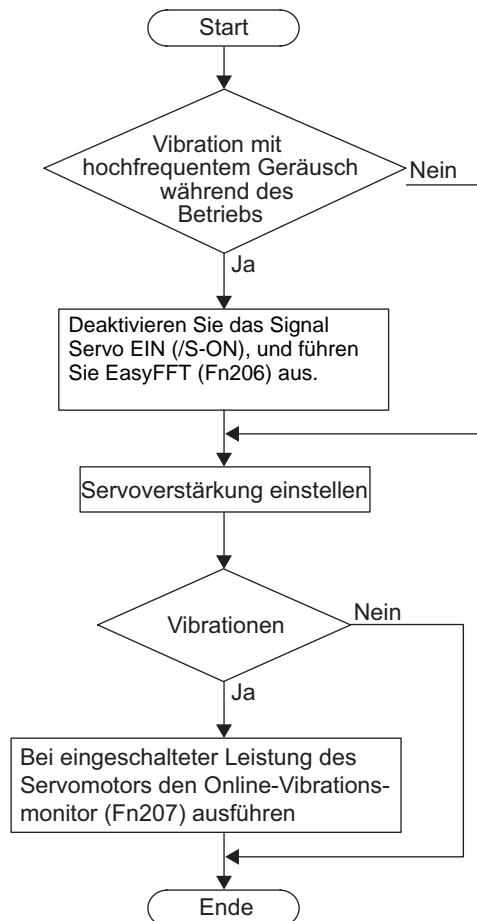 Start
Vibration mit
hochfrequentem Geräusch
während des
Betriebs
Nein
Ja
Deaktivieren Sie das Signal
Servo EIN (/S-ON), und führen
Sie EasyFFT (Fn206) aus.
Servoverstärkung einstellen
Vibrationen
Nein
Ja
Bei eingeschalteter Leistung des
Servomotors den Online-Vibrations-
monitor (Fn207) ausführen
Ende